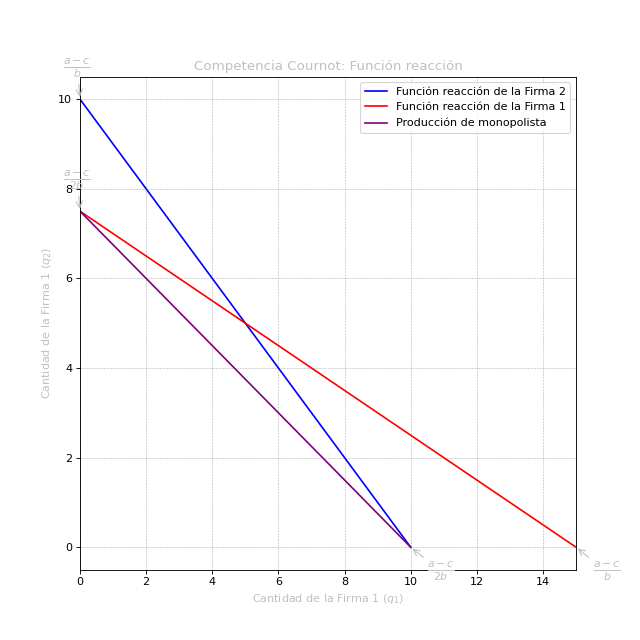 a − c
b
Competencia Cournot: Función reacción
Función reacción de la Firma 2
Función reacción de la Firma 1
Producción de monopolista
10
a − c
2b
8
6
4
2
0
Cantidad de la Firma 1 (q₂)
a − c
2b
a − c
b
0 2 4 6 8 10 12 14
Cantidad de la Firma 1 (q₁)